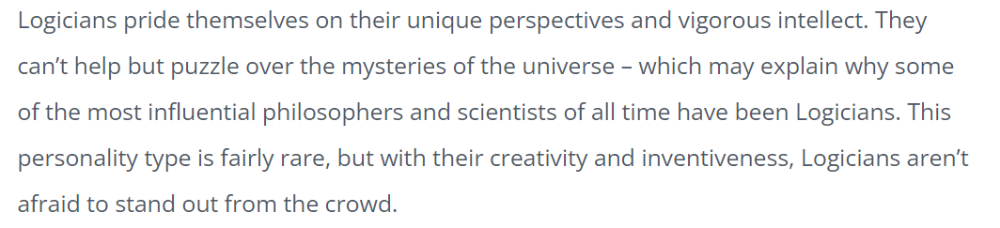 Logicians pride themselves on their unique perspectives and vigorous intellect. They
can’t help but puzzle over the mysteries of the universe – which may explain why some
of the most influential philosophers and scientists of all time have been Logicians. This
personality type is fairly rare, but with their creativity and inventiveness, Logicians aren’t
afraid to stand out from the crowd.